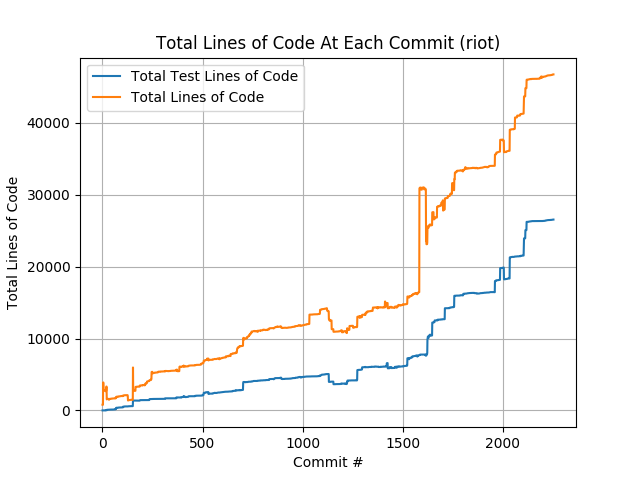 Total Lines of Code At Each Commit (riot)
Total Test Lines of Code
Total Lines of Code
Total Lines of Code
40000
30000
20000
10000
0
0 500 1000 1500 2000
Commit #